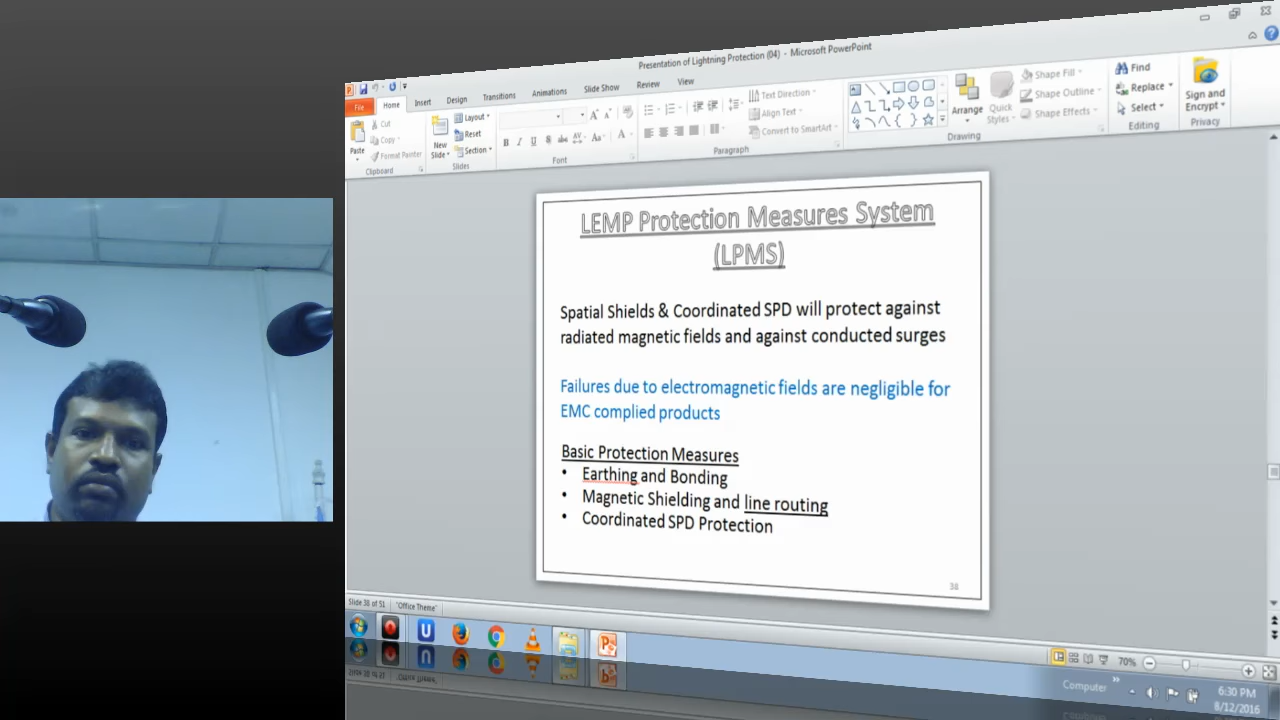 Presentation of Lightning Protection (04) - Microsoft PowerPoint
File
Home
Insert
Design
Transitions
Animations
Slide Show
Review
View
Paste
Cut
Copy
Format Painter
Clipboard
New Slide
Layout
Reset
Section
Slides
Font
Text Direction
Align Text
Convert to SmartArt
Paragraph
Arrange
Quick Styles
Shape Fill
Shape Outline
Shape Effects
Drawing
Find
Replace
Select
Editing
Sign and Encrypt
Privacy
LEMP Protection Measures System
(LPMS)
Spatial Shields & Coordinated SPD will protect against
radiated magnetic fields and against conducted surges
Failures due to electromagnetic fields are negligible for
EMC complied products
Basic Protection Measures
• Earthing and Bonding
• Magnetic Shielding and line routing
• Coordinated SPD Protection
38
Slide 38 of 51
"Office Theme"
70%
Computer
6:30 PM
8/12/2016